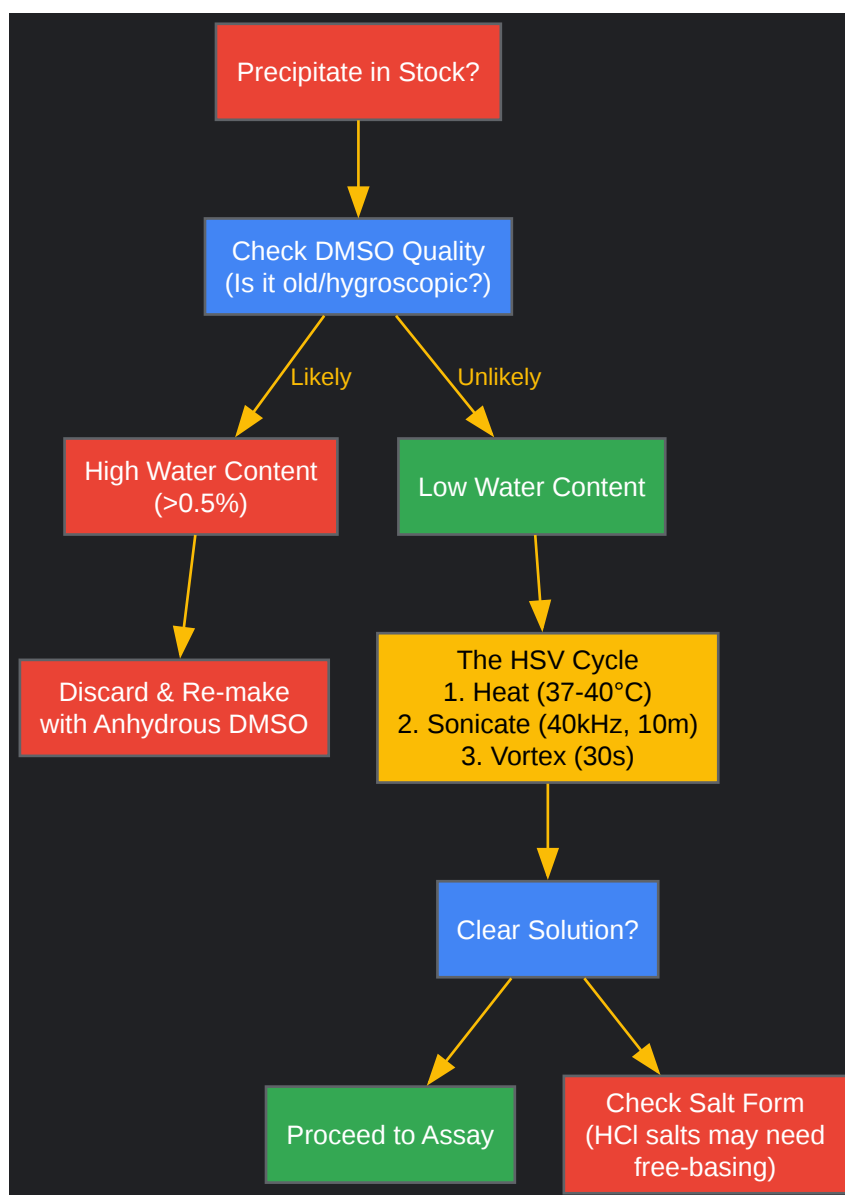 Precipitate in Stock?
Check DMSO Quality
(Is it old/hygroscopic?)
Likely
Unlikely
High Water Content
(>0.5%)
Low Water Content
Discard & Re-make
with Anhydrous DMSO
The HSV Cycle
1. Heat (37-40°C)
2. Sonicate (40kHz, 10m)
3. Vortex (30s)
Clear Solution?
Proceed to Assay
Check Salt Form
(HCl salts may need
free-basing)